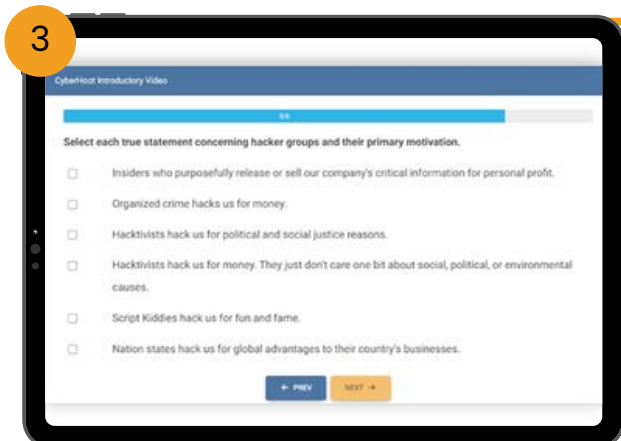 3
CyberHoot Introductory Video
Select each true statement concerning hacker groups and their primary motivation.
Insiders who purposefully release or sell our company's critical information for personal profit.
Organized crime hacks us for money.
Hacktivists hack us for political and social justice reasons.
Hacktivists hack us for money. They just don't care one bit about social, political, or environmental
causes.
Script Kiddies hack us for fun and fame.
Nation states hack us for global advantages to their country's businesses.
← PREV NEXT →